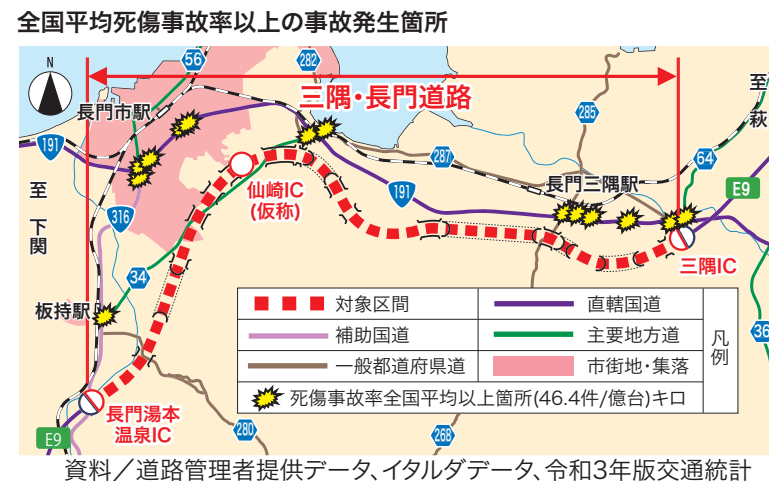 全国平均死傷事故率以上の事故発生箇所
N
56
282
三隅・長門道路
至
萩
長門市駅
285
191
287
64
長門三隅駅
至
下関
仙崎IC
(仮称)
191
E9
316
三隅IC
34
板持駅
36
長門湯本
温泉IC
E9
280
268
対象区間
直轄国道
補助国道
主要地方道
一般都道府県道
市街地・集落
凡例
死傷事故率全国平均以上箇所(46.4件/億台)キロ
資料／道路管理者提供データ、イタルダデータ、令和3年版交通統計